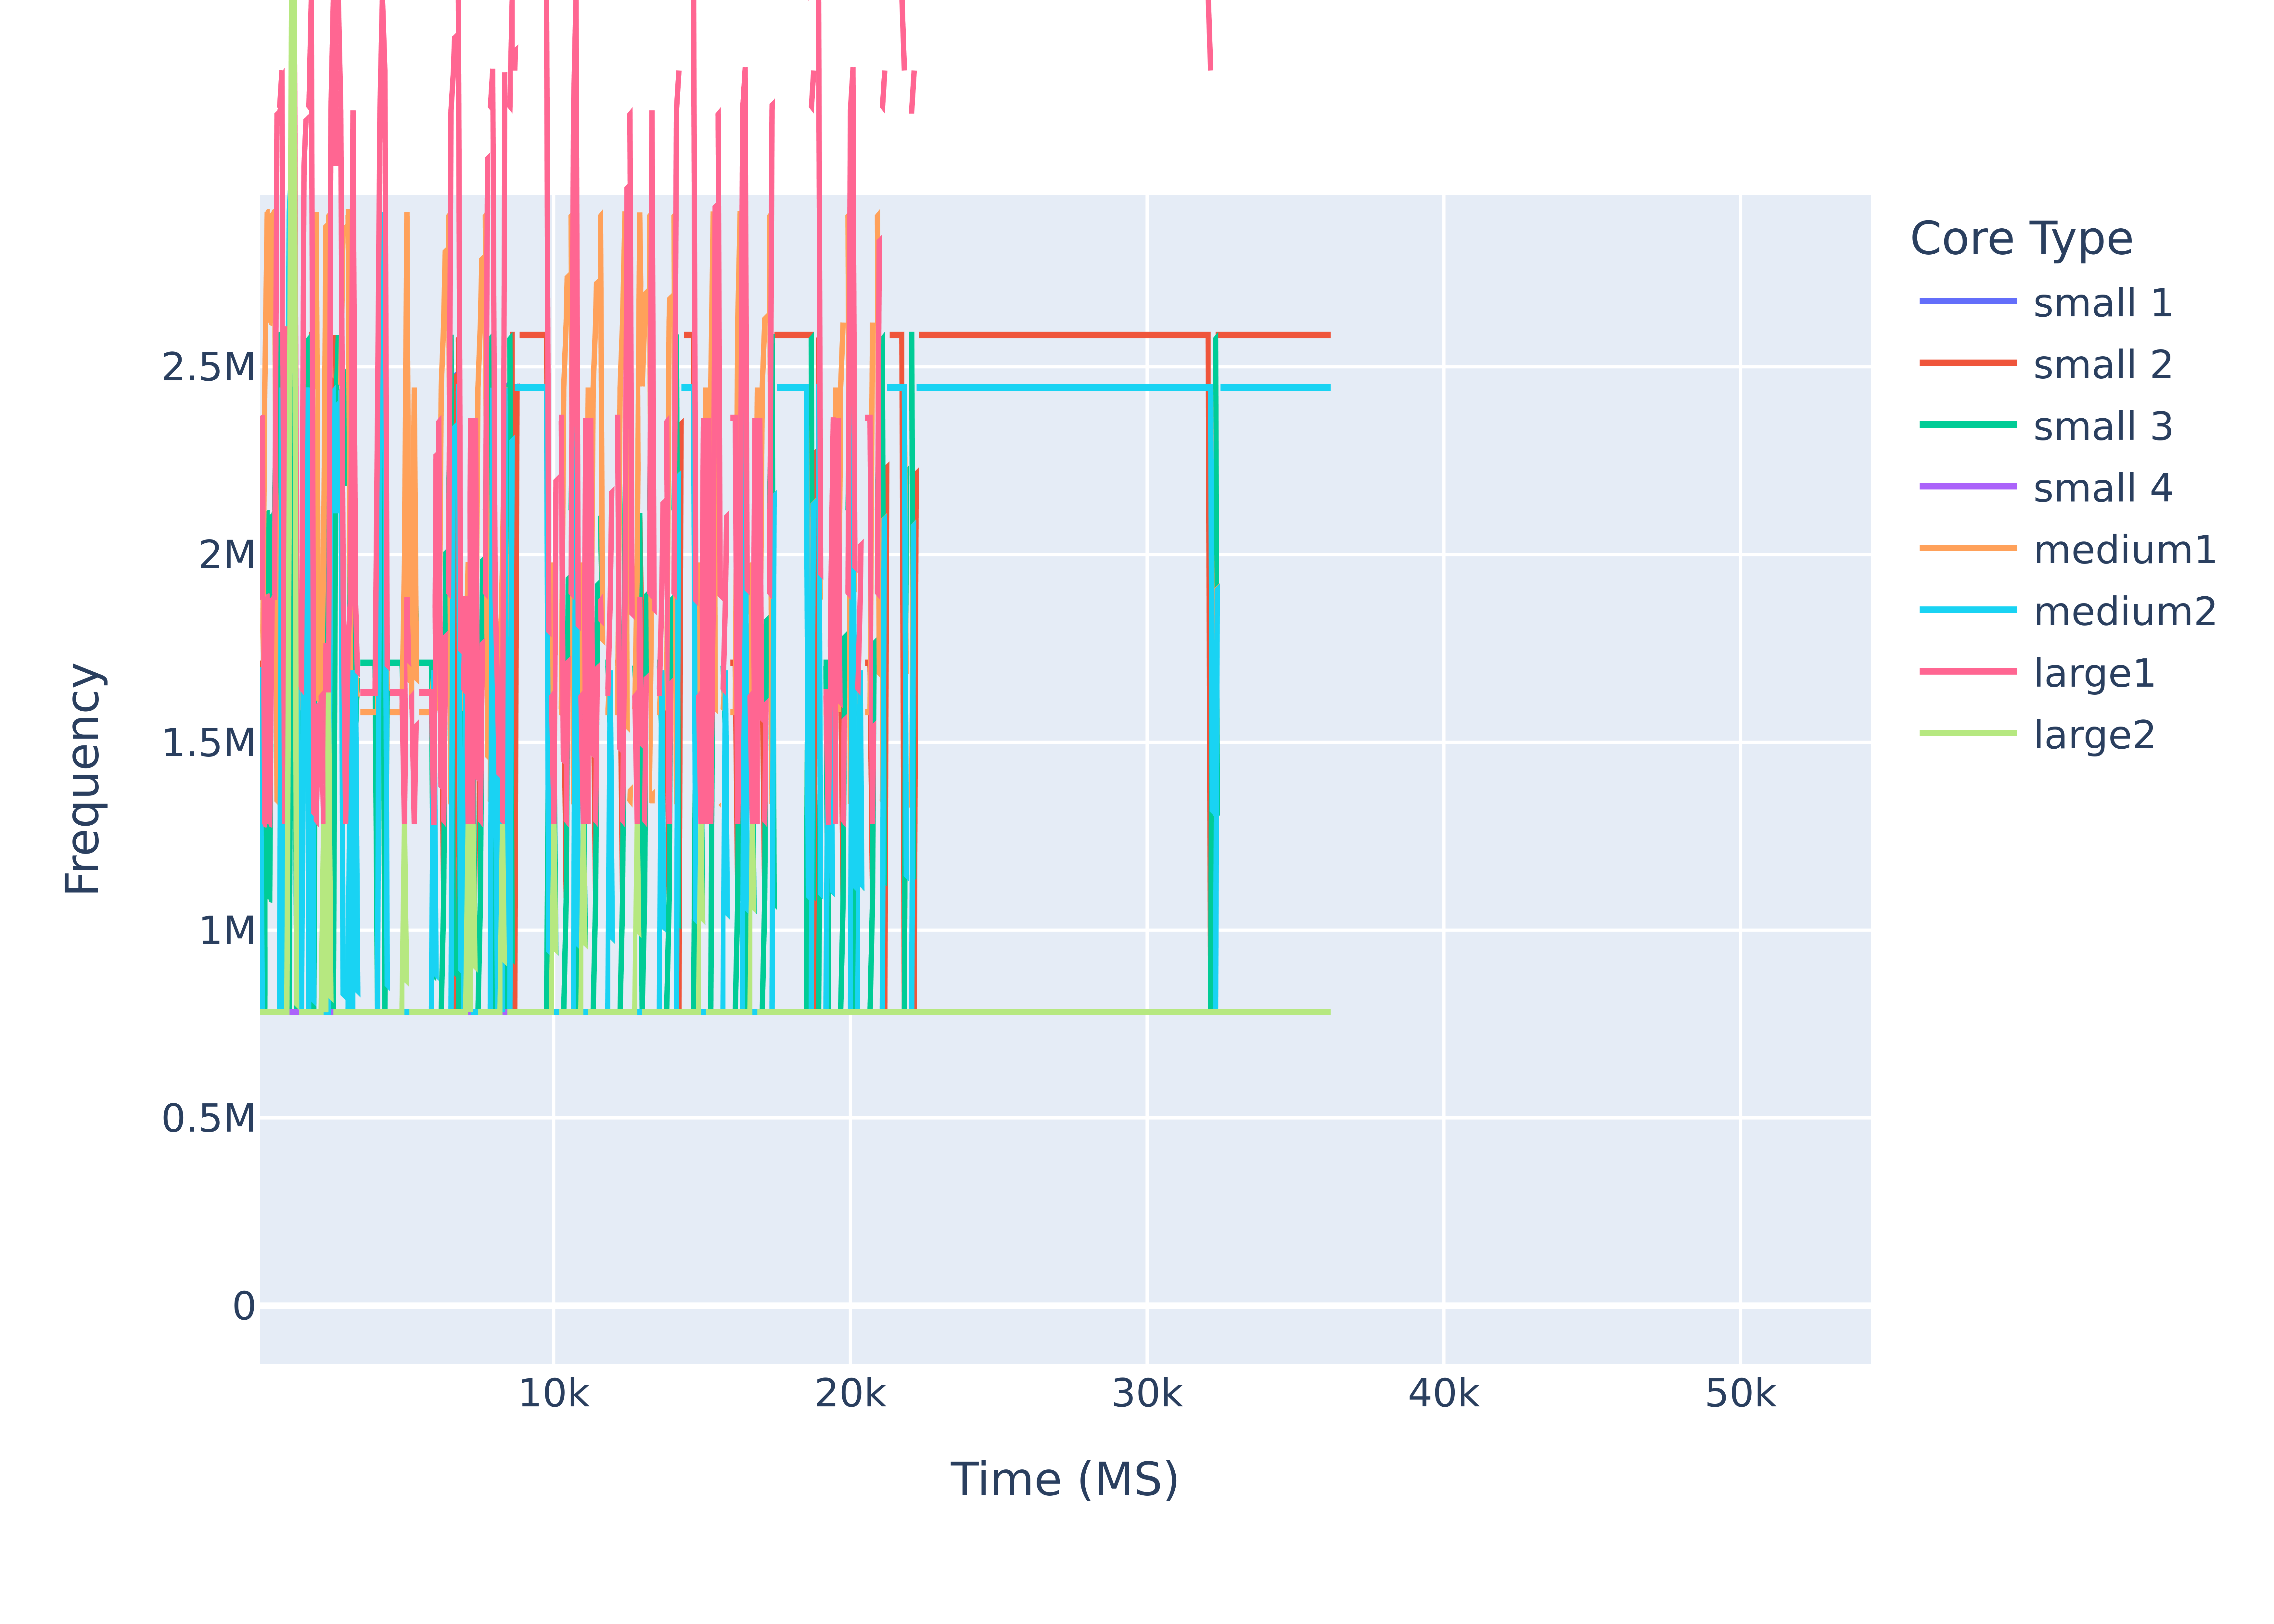 Core Type
small 1
small 2
small 3
small 4
medium1
medium2
large1
large2
Frequency
2.5M
2M
1.5M
1M
0.5M
0
10k
20k
30k
40k
50k
Time (MS)